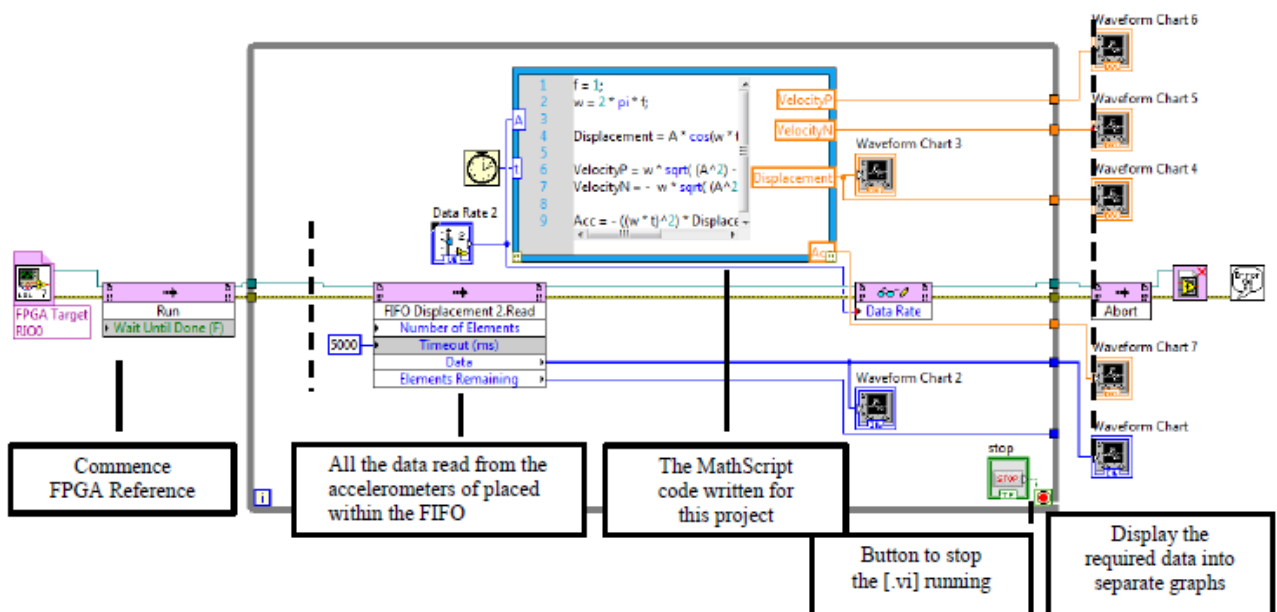 Waveform Chart 6
1 f = 1;
2 w = 2 * pi * f;
3
4 Displacement = A * cos(w * t
5
6 VelocityP = w * sqrt( (A^2) -
7 VelocityN = - w * sqrt( (A^2
8
9 Acc = - ((w * t)^2) * Displace
A
t
VelocityP
VelocityN
Displacement
Waveform Chart 5
Waveform Chart 3
Waveform Chart 4
Data Rate 2
FPGA Target
RIO0
Run
Wait Until Done (F)
FIFO Displacement 2.Read
Number of Elements
5000
Timeout (ms)
Data
Elements Remaining
Data Rate
Abort
Error
Waveform Chart 7
Waveform Chart 2
Waveform Chart
stop
STOP
i
Commence
FPGA Reference
All the data read from the
accelerometers of placed
within the FIFO
The MathScript
code written for
this project
Button to stop
the [.vi] running
Display the
required data into
separate graphs